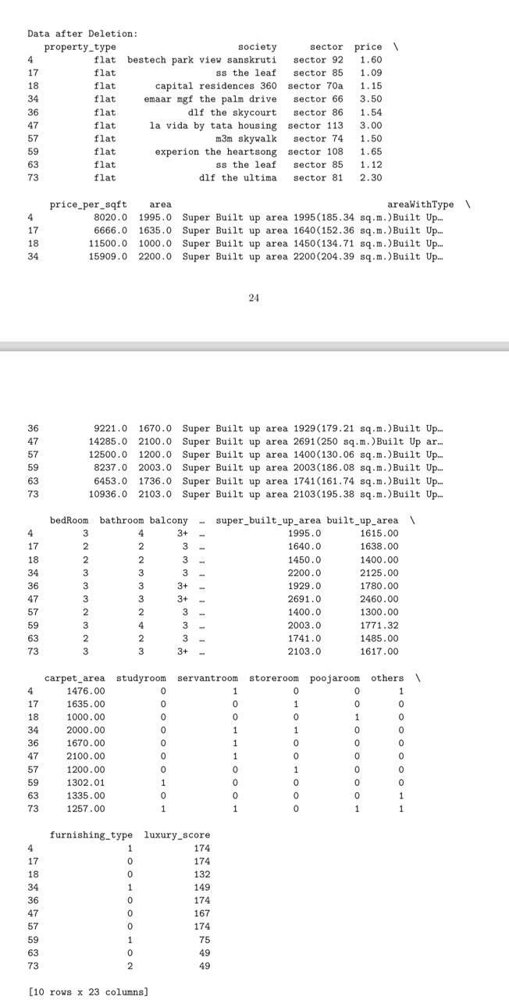 Data after Deletion:
   property_type                   society      sector  price  \
4           flat  bestech park view sanskruti   sector 92   1.60
17          flat                  ss the leaf   sector 85   1.09
18          flat       capital residences 360  sector 70a   1.15
34          flat     emaar mgf the palm drive   sector 66   3.50
36          flat             dlf the skycourt   sector 86   1.54
47          flat      la vida by tata housing  sector 113   3.00
57          flat                  m3m skywalk   sector 74   1.50
59          flat       experion the heartsong  sector 108   1.65
63          flat                  ss the leaf   sector 85   1.12
73          flat               dlf the ultima   sector 81   2.30
    price_per_sqft    area                                       areaWithType  \
4           8020.0  1995.0  Super Built up area 1995(185.34 sq.m.)Built Up…
17          6666.0  1635.0  Super Built up area 1640(152.36 sq.m.)Built Up…
18         11500.0  1000.0  Super Built up area 1450(134.71 sq.m.)Built Up…
34         15909.0  2200.0  Super Built up area 2200(204.39 sq.m.)Built Up…
24
36          9221.0  1670.0  Super Built up area 1929(179.21 sq.m.)Built Up…
47         14285.0  2100.0  Super Built up area 2691(250 sq.m.)Built Up ar…
57         12500.0  1200.0  Super Built up area 1400(130.06 sq.m.)Built Up…
59          8237.0  2003.0  Super Built up area 2003(186.08 sq.m.)Built Up…
63          6453.0  1736.0  Super Built up area 1741(161.74 sq.m.)Built Up…
73         10936.0  2103.0  Super Built up area 2103(195.38 sq.m.)Built Up…
    bedRoom  bathroom balcony  …  super_built_up_area built_up_area  \
4         3         4      3+  …               1995.0       1615.00
17        2         2       3  …               1640.0       1638.00
18        2         2       3  …               1450.0       1400.00
34        3         3       3  …               2200.0       2125.00
36        3         3      3+  …               1929.0       1780.00
47        3         3      3+  …               2691.0       2460.00
57        2         2       3  …               1400.0       1300.00
59        3         4       3  …               2003.0       1771.32
63        2         2       3  …               1741.0       1485.00
73        3         3      3+  …               2103.0       1617.00
   carpet_area  studyroom  servantroom  storeroom  poojaroom  others  \
4      1476.00          0            1          0          0       1
17     1635.00          0            0          1          0       0
18     1000.00          0            0          0          1       0
34     2000.00          0            1          1          0       0
36     1670.00          0            1          0          0       0
47     2100.00          0            1          0          0       0
57     1200.00          0            0          1          0       0
59     1302.01          1            0          0          0       0
63     1335.00          0            0          0          0       1
73     1257.00          1            1          0          1       1
    furnishing_type  luxury_score
4                 1           174
17                0           174
18                0           132
34                1           149
36                0           174
47                0           167
57                0           174
59                1            75
63                0            49
73                2            49
[10 rows x 23 columns]